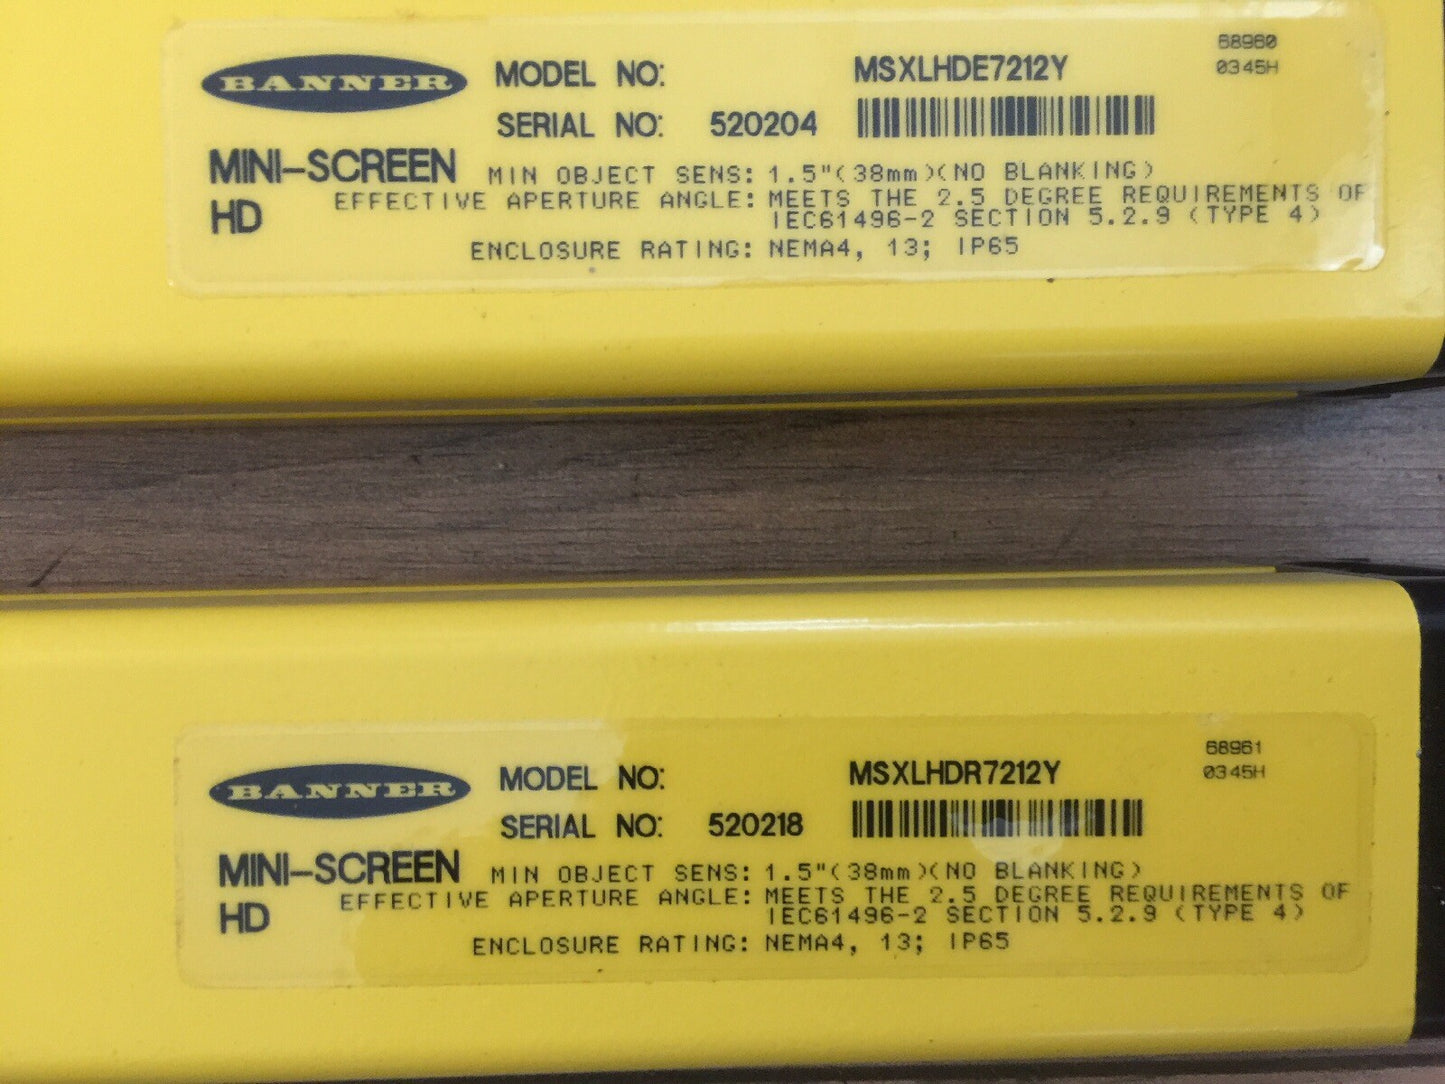 BANNER MODEL NO: MSXLHDE7212Y 68960
0345H
SERIAL NO: 520204
MINI-SCREEN MIN OBJECT SENS: 1.5"(38mm)(NO BLANKING)
EFFECTIVE APERTURE ANGLE: MEETS THE 2.5 DEGREE REQUIREMENTS OF
HD IEC61496-2 SECTION 5.2.9 (TYPE 4)
ENCLOSURE RATING: NEMA4, 13; IP65
BANNER MODEL NO: MSXLHDR7212Y 68961
0345H
SERIAL NO: 520218
MINI-SCREEN MIN OBJECT SENS: 1.5"(38mm)(NO BLANKING)
EFFECTIVE APERTURE ANGLE: MEETS THE 2.5 DEGREE REQUIREMENTS OF
HD IEC61496-2 SECTION 5.2.9 (TYPE 4)
ENCLOSURE RATING: NEMA4, 13; IP65